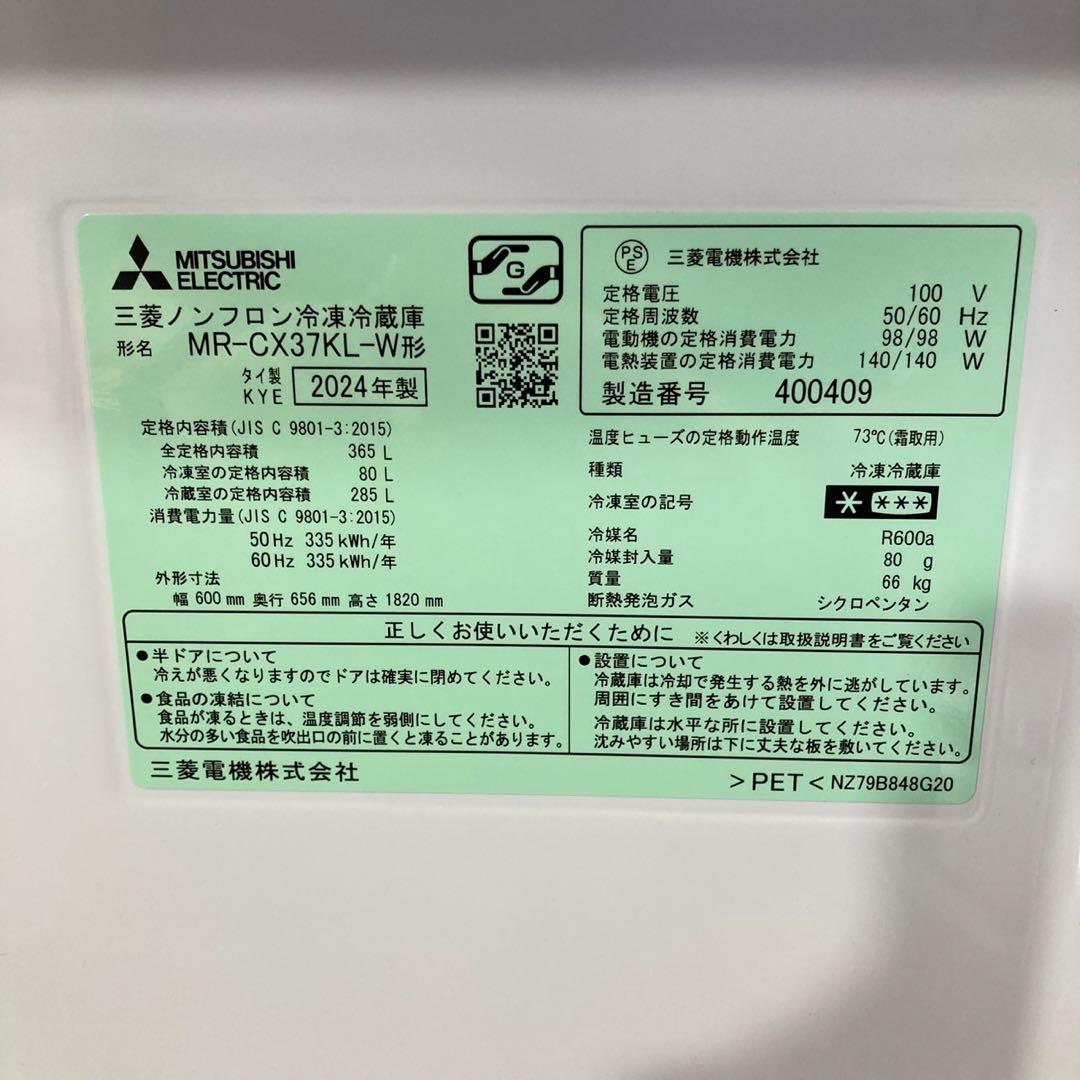 MITSUBISHI
ELECTRIC
三菱ノンフロン冷凍冷蔵庫
形名 MR-CX37KL-W形
タイ製
KYE
2024年製
G
定格内容積(JIS C 9801-3:2015)
全定格内容積 365 L
冷凍室の定格内容積 80 L
冷蔵室の定格内容積 285 L
消費電力量(JIS C 9801-3:2015)
50Hz 335 kWh/年
60Hz 335 kWh/年
外形寸法
幅 600 mm 奥行 656 mm 高さ 1820 mm
PSE 三菱電機株式会社
定格電圧 100 V
定格周波数 50/60 Hz
電動機の定格消費電力 98/98 W
電熱装置の定格消費電力 140/140 W
製造番号 400409
温度ヒューズの定格動作温度 73℃(霜取用)
種類 冷凍冷蔵庫
冷凍室の記号 * ***
冷媒名 R600a
冷媒封入量 80 g
質量 66 kg
断熱発泡ガス シクロペンタン
正しくお使いいただくために ※くわしくは取扱説明書をご覧ください
●半ドアについて
冷えが悪くなりますのでドアは確実に閉めてください。
●食品の凍結について
食品が凍るときは、温度調節を弱側にしてください。
水分の多い食品を吹出口の前に置くと凍ることがあります。
●設置について
冷蔵庫は冷却で発生する熱を外に逃がしています。
周囲にすき間をあけて設置してください。
冷蔵庫は水平な所に設置してください。
沈みやすい場所は下に丈夫な板を敷いてください。
三菱電機株式会社
>PET< NZ79B848G20